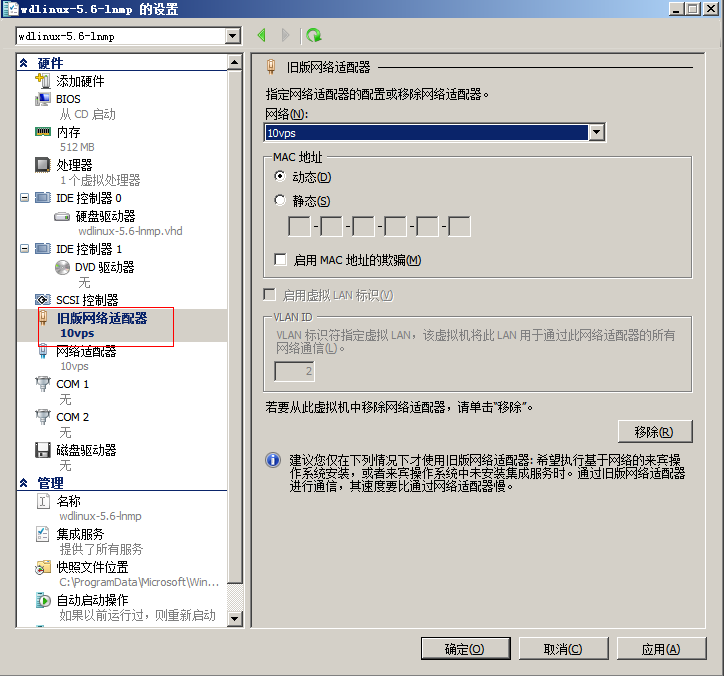 wdlinux-5.6-lnmp 的设置
wdlinux-5.6-lnmp
硬件
添加硬件
BIOS
从 CD 启动
内存
512 MB
处理器
1 个虚拟处理器
IDE 控制器 0
硬盘驱动器
wdlinux-5.6-lnmp.vhd
IDE 控制器 1
DVD 驱动器
无
SCSI 控制器
旧版网络适配器
10vps
网络适配器
10vps
COM 1
无
COM 2
无
磁盘驱动器
无
管理
名称
wdlinux-5.6-lnmp
集成服务
提供了所有服务
快照文件位置
C:\ProgramData\Microsoft\Win...
自动启动操作
如果以前运行过，则重新启动
旧版网络适配器
指定网络适配器的配置或移除网络适配器。
网络(N):
10vps
MAC 地址
动态(D)
静态(S)
- - - - -
启用 MAC 地址的欺骗(M)
启用虚拟 LAN 标识(V)
VLAN ID
VLAN 标识符指定虚拟 LAN，该虚拟机将此 LAN 用于通过此网络适配器的所有
网络通信(L)。
2
若要从此虚拟机中移除网络适配器，请单击“移除”。
移除(R)
建议您仅在下列情况下才使用旧版网络适配器: 希望执行基于网络的来宾操
作系统安装，或者来宾操作系统中未安装集成服务时。通过旧版网络适配器
进行通信，其速度要比通过网络适配器慢。
确定(O)
取消(C)
应用(A)